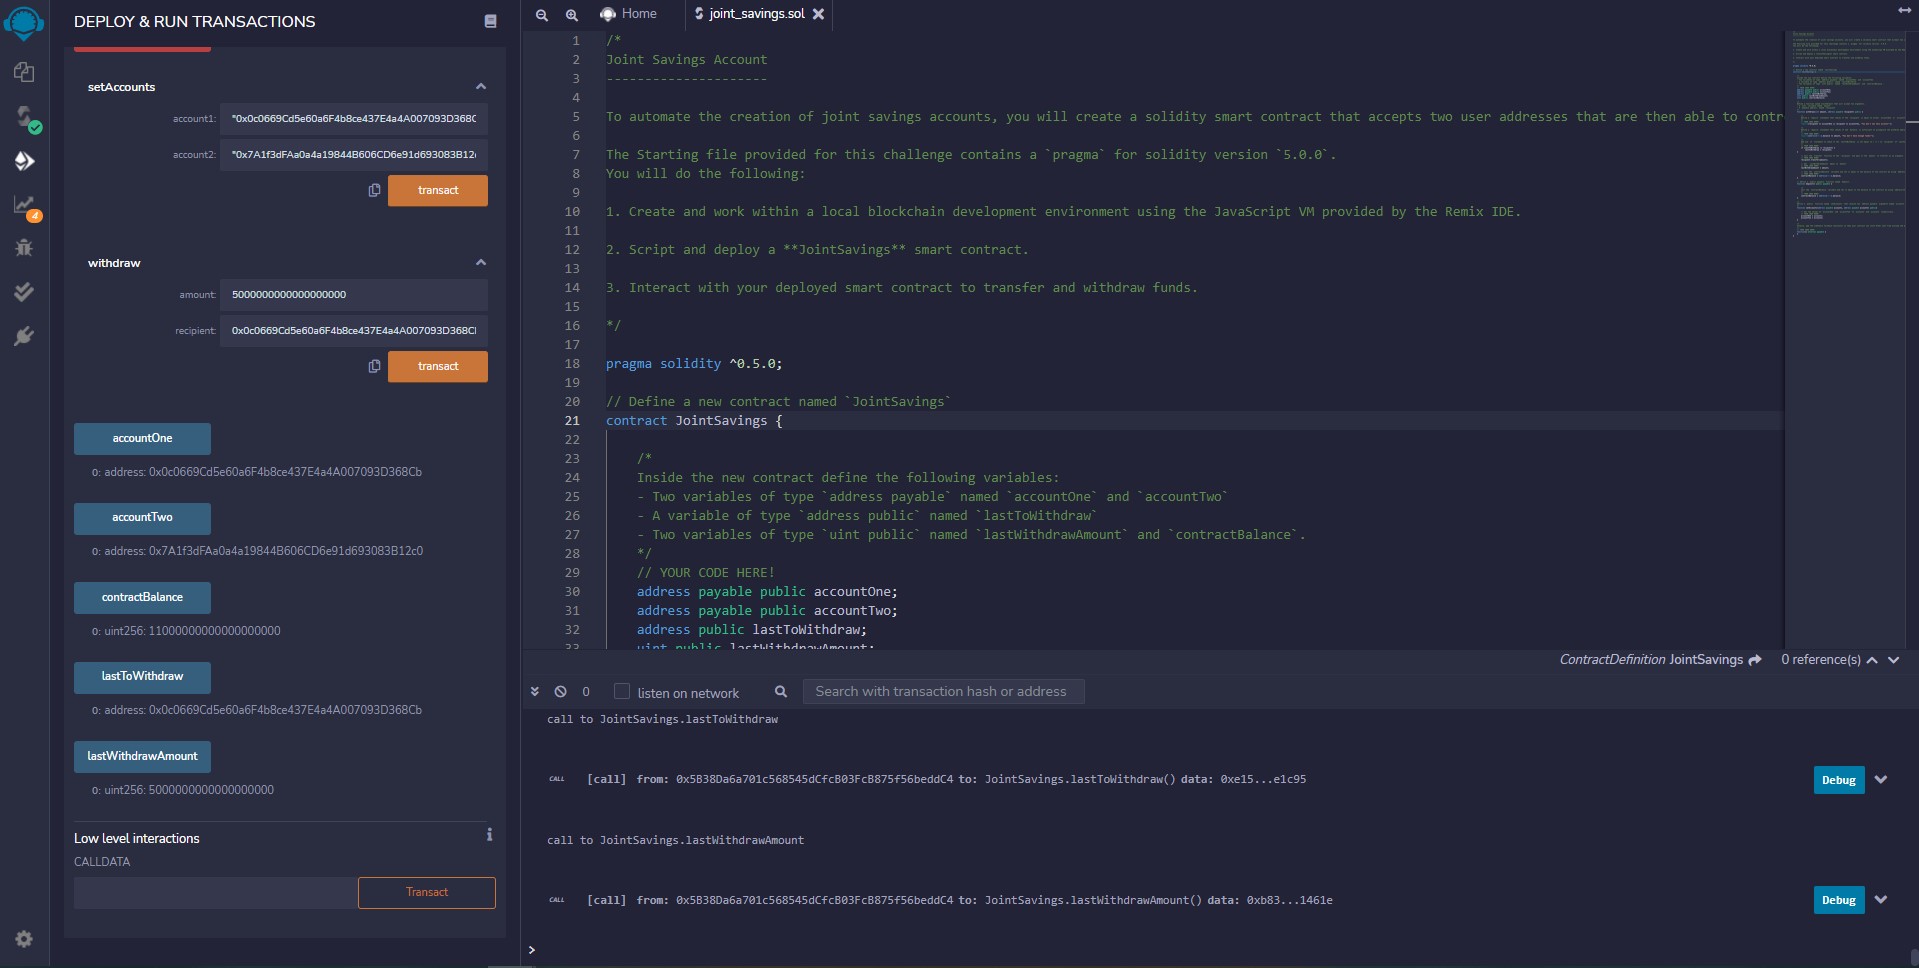 DEPLOY & RUN TRANSACTIONS
setAccounts
account1: "0x0c0669Cd5e60a6F4b8ce437E4a4A007093D368C
account2: "0x7A1f3dFAa0a4a19844B606CD6e91d693083B12
transact
withdraw
amount: 5000000000000000000
recipient: 0x0c0669Cd5e60a6F4b8ce437E4a4A007093D368C
transact
accountOne
0: address: 0x0c0669Cd5e60a6F4b8ce437E4a4A007093D368Cb
accountTwo
0: address: 0x7A1f3dFAa0a4a19844B606CD6e91d693083B12c0
contractBalance
0: uint256: 11000000000000000000
lastToWithdraw
0: address: 0x0c0669Cd5e60a6F4b8ce437E4a4A007093D368Cb
lastWithdrawAmount
0: uint256: 5000000000000000000
Low level interactions
i
CALLDATA
Transact
4
Home
joint_savings.sol
1 /*
2 Joint Savings Account
3 ---------------------
4
5 To automate the creation of joint savings accounts, you will create a solidity smart contract that accepts two user addresses that are then able to contr
6
7 The Starting file provided for this challenge contains a `pragma` for solidity version `5.0.0`.
8 You will do the following:
9
10 1. Create and work within a local blockchain development environment using the JavaScript VM provided by the Remix IDE.
11
12 2. Script and deploy a **JointSavings** smart contract.
13
14 3. Interact with your deployed smart contract to transfer and withdraw funds.
15
16 */
17
18 pragma solidity ^0.5.0;
19
20 // Define a new contract named `JointSavings`
21 contract JointSavings {
22
23 /*
24 Inside the new contract define the following variables:
25 - Two variables of type `address payable` named `accountOne` and `accountTwo`
26 - A variable of type `address public` named `lastToWithdraw`
27 - Two variables of type `uint public` named `lastWithdrawAmount` and `contractBalance`.
28 */
29 // YOUR CODE HERE!
30 address payable public accountOne;
31 address payable public accountTwo;
32 address public lastToWithdraw;
33 uint public lastWithdrawAmount;
ContractDefinition JointSavings 0 reference(s)
0 listen on network Search with transaction hash or address
call to JointSavings.lastToWithdraw
CALL [call] from: 0x5B38Da6a701c568545dCfcB03FcB875f56beddC4 to: JointSavings.lastToWithdraw() data: 0xe15...e1c95 Debug
call to JointSavings.lastWithdrawAmount
CALL [call] from: 0x5B38Da6a701c568545dCfcB03FcB875f56beddC4 to: JointSavings.lastWithdrawAmount() data: 0xb83...1461e Debug
>